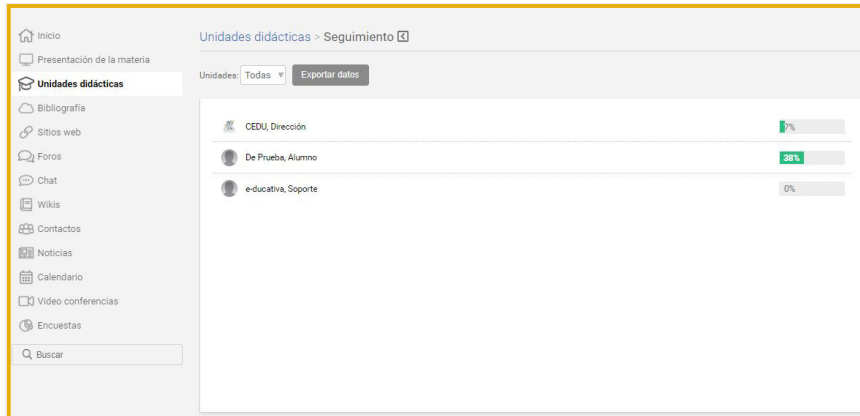 Inicio
Presentación de la materia
Unidades didácticas
Bibliografía
Sitios web
Foros
Chat
Wikis
Contactos
Noticias
Calendario
Video conferencias
Encuestas
Buscar
Unidades didácticas > Seguimiento
Unidades: Todas Exportar datos
CEDU, Dirección 7%
De Prueba, Alumno 38%
e-ducativa, Soporte 0%